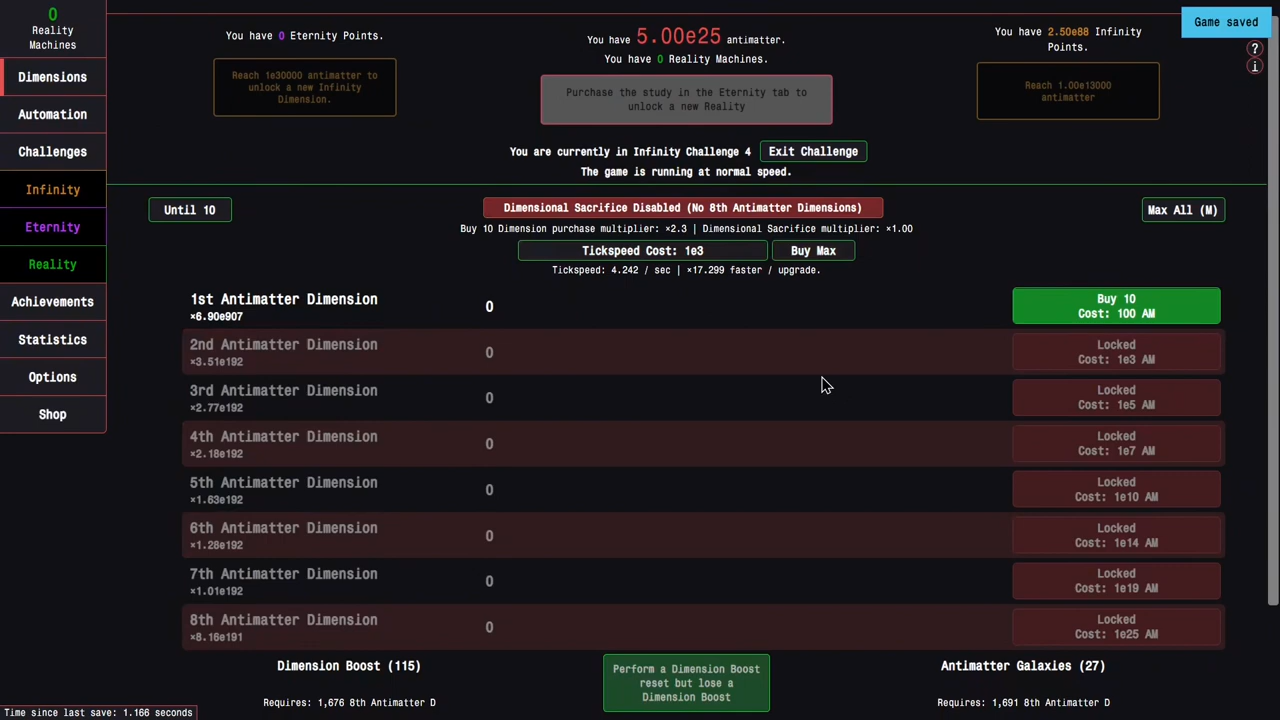 0
Reality
Machines
Dimensions
Automation
Challenges
Infinity
Eternity
Reality
Achievements
Statistics
Options
Shop
You have 0 Eternity Points.
Reach 1e30000 antimatter to
unlock a new Infinity
Dimension.
You have 5.00e25 antimatter.
You have 0 Reality Machines.
Purchase the study in the Eternity tab to
unlock a new Reality
You have 2.50e88 Infinity
Points.
Reach 1.00e13000
antimatter
Game saved
?
i
You are currently in Infinity Challenge 4
Exit Challenge
The game is running at normal speed.
Until 10
Dimensional Sacrifice Disabled (No 8th Antimatter Dimensions)
Max All (M)
Buy 10 Dimension purchase multiplier: ×2.3 | Dimensional Sacrifice multiplier: ×1.00
Tickspeed Cost: 1e3
Buy Max
Tickspeed: 4.242 / sec | ×17.299 faster / upgrade.
1st Antimatter Dimension
×6.90e907
0
Buy 10
Cost: 100 AM
2nd Antimatter Dimension
×3.51e192
0
Locked
Cost: 1e3 AM
3rd Antimatter Dimension
×2.77e192
0
Locked
Cost: 1e5 AM
4th Antimatter Dimension
×2.18e192
0
Locked
Cost: 1e7 AM
5th Antimatter Dimension
×1.63e192
0
Locked
Cost: 1e10 AM
6th Antimatter Dimension
×1.28e192
0
Locked
Cost: 1e14 AM
7th Antimatter Dimension
×1.01e192
0
Locked
Cost: 1e19 AM
8th Antimatter Dimension
×8.16e191
0
Locked
Cost: 1e25 AM
Dimension Boost (115)
Requires: 1,676 8th Antimatter D
Perform a Dimension Boost
reset but lose a
Dimension Boost
Antimatter Galaxies (27)
Requires: 1,691 8th Antimatter D
Time since last save: 1.166 seconds